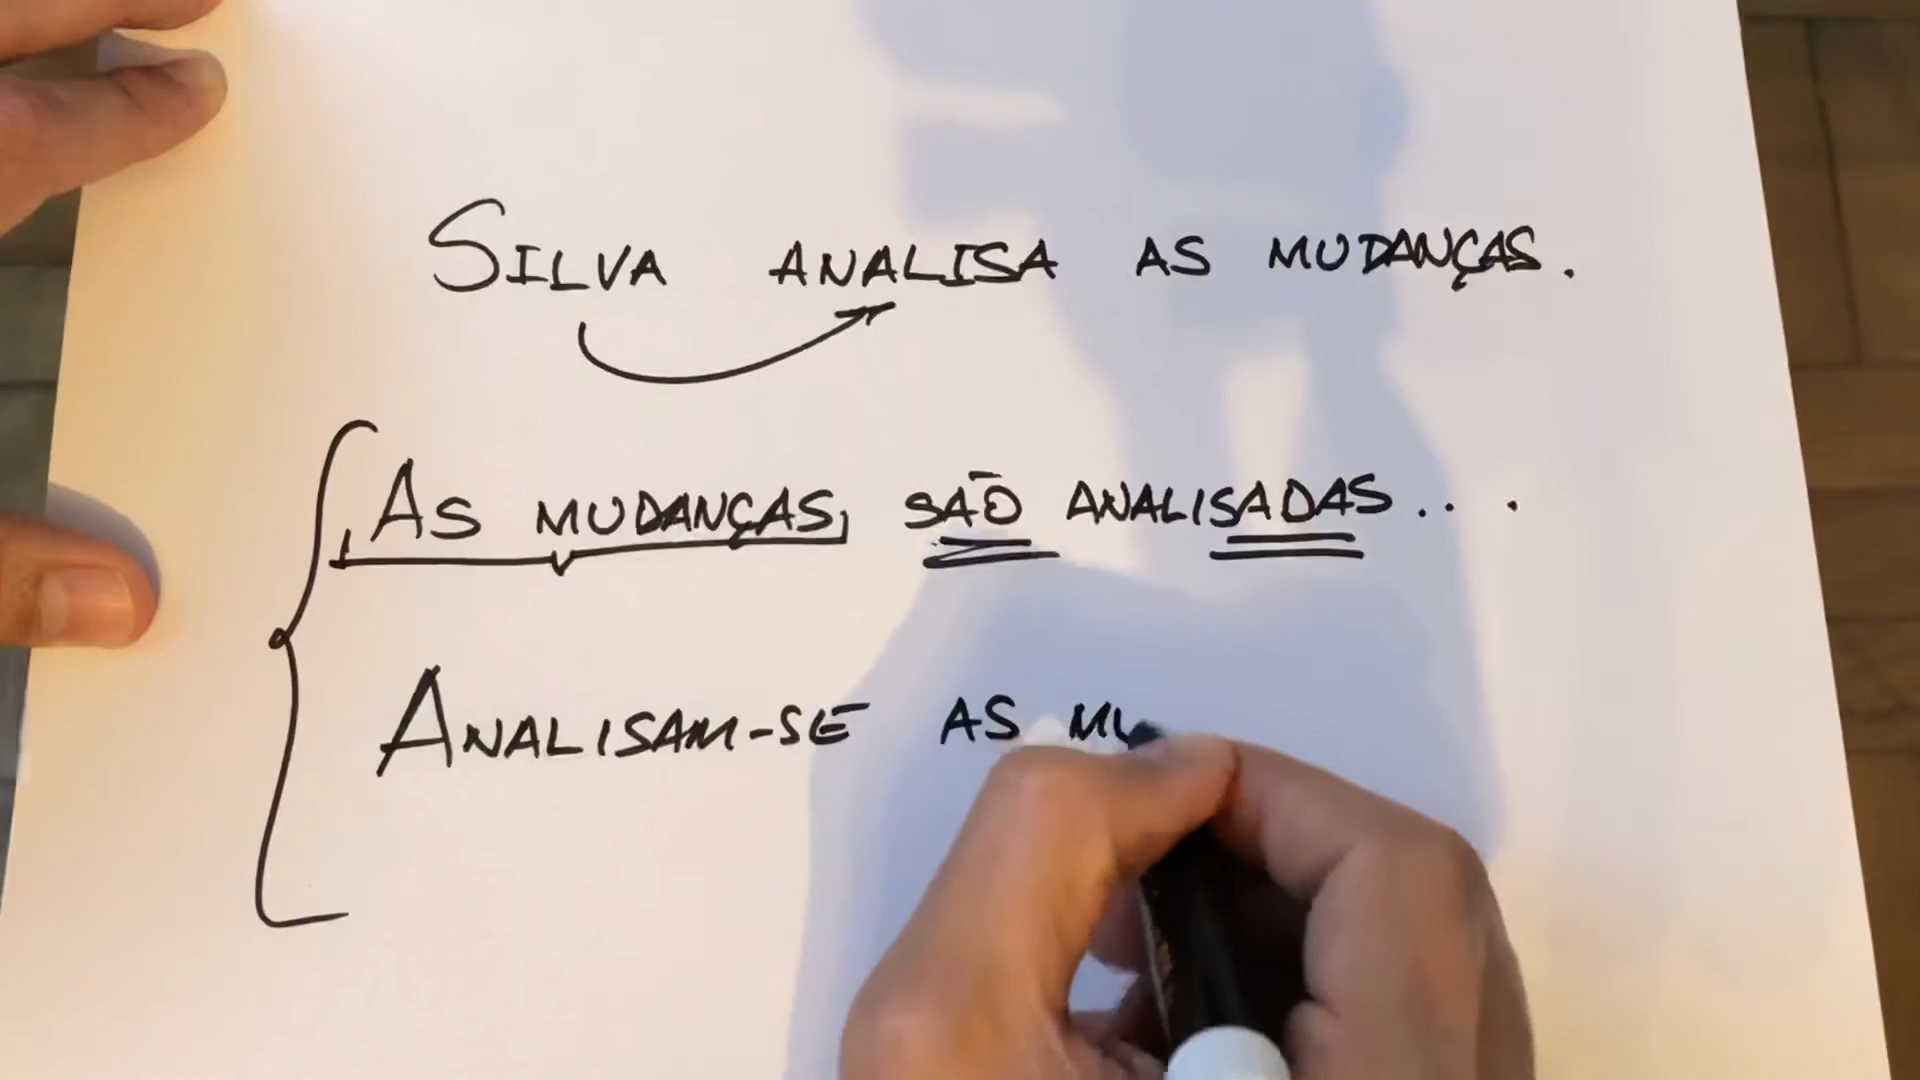 SILVA ANALISA AS MUDANÇAS.
AS MUDANÇAS SÃO ANALISADAS...
ANALISAM-SE AS